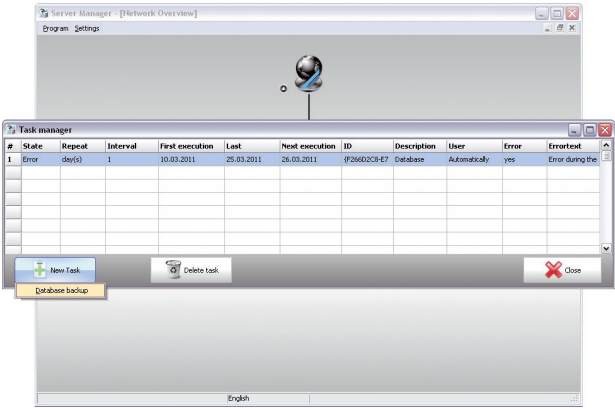 Server Manager - [Network Overview]
Program Settings
Task manager
# State Repeat Interval First execution Last Next execution ID Description User Error Errortext
1 Error day(s) 1 10.03.2011 25.03.2011 26.03.2011 {F266D2C8-E7 Database Automatically yes Error during the
New Task Delete task Close
Database backup
English